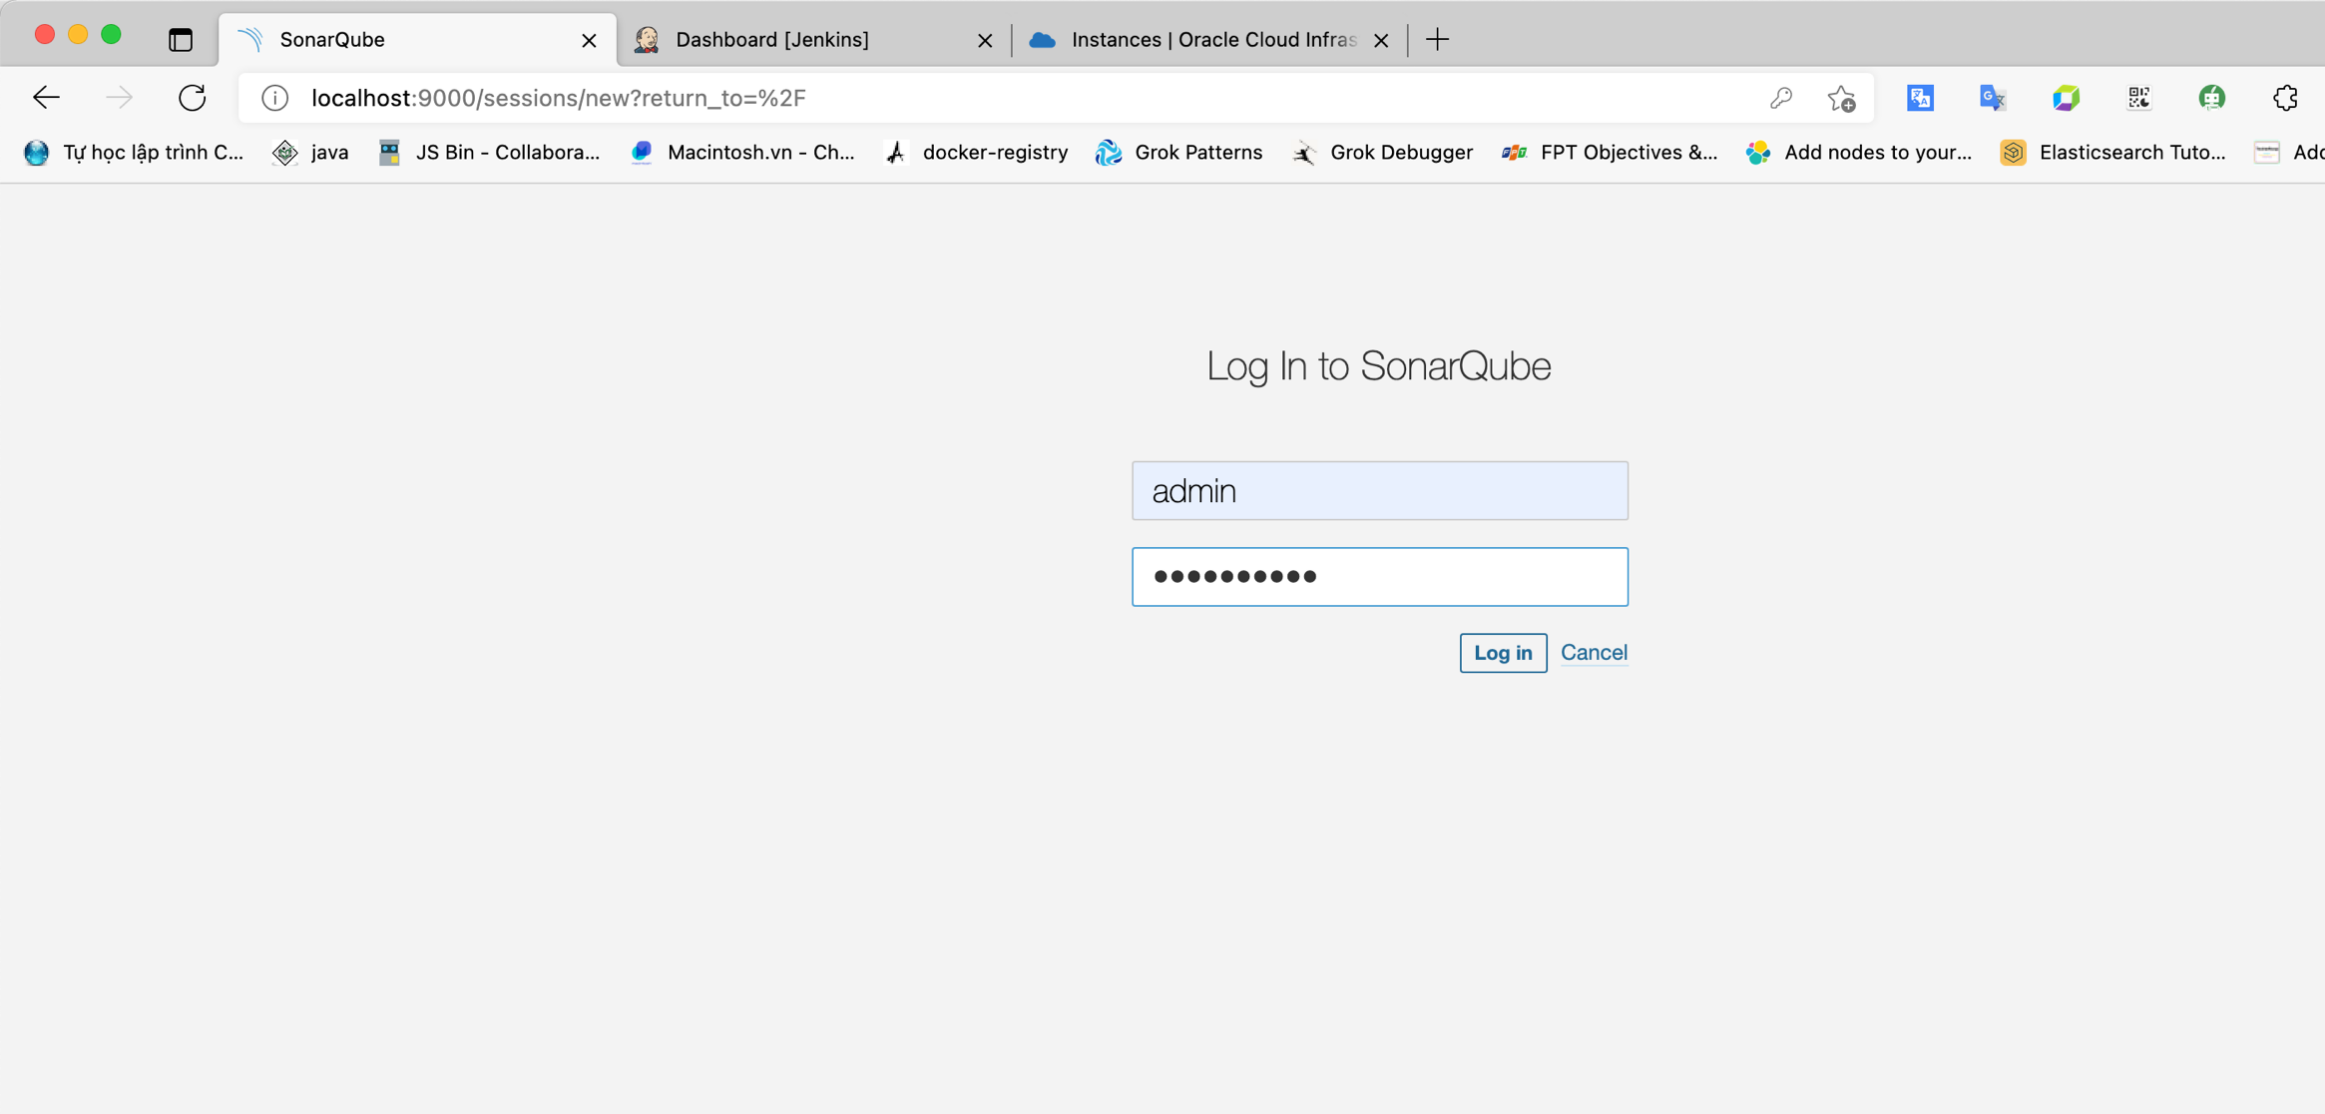 SonarQube
Dashboard [Jenkins]
Instances | Oracle Cloud Infras
localhost:9000/sessions/new?return_to=%2F
Tự học lập trình C...
java
JS Bin - Collabora...
Macintosh.vn - Ch...
docker-registry
Grok Patterns
Grok Debugger
FPT Objectives &...
Add nodes to your...
Elasticsearch Tuto...
Log In to SonarQube
admin
••••••••••
Log in
Cancel